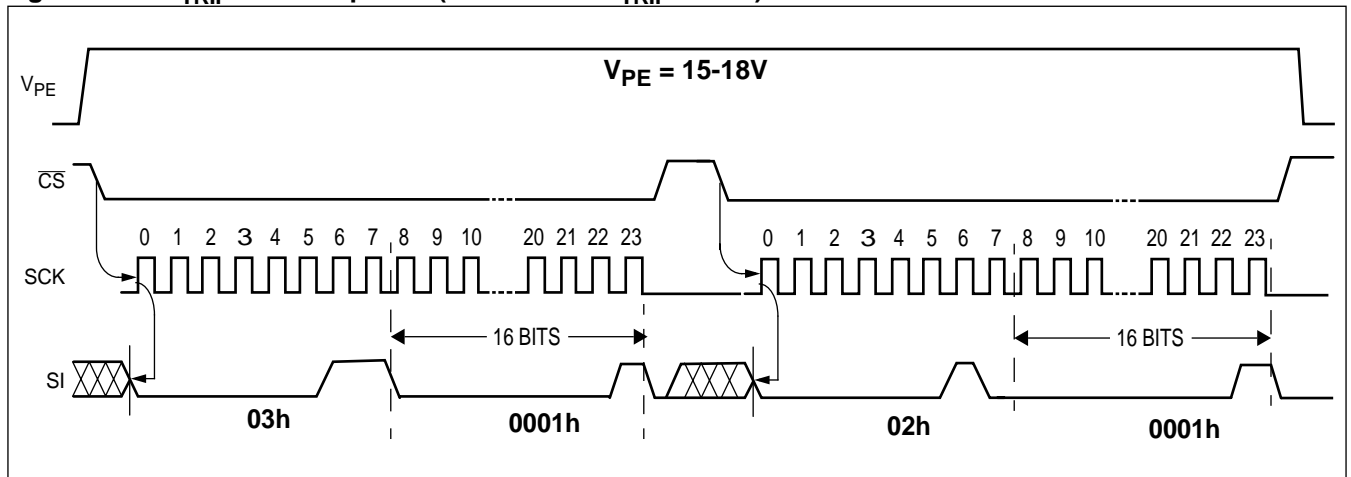 V_PE = 15-18V
V_PE
CS
0 1 2 3 4 5 6 7 8 9 10 20 21 22 23 0 1 2 3 4 5 6 7 8 9 10 20 21 22 23
SCK
16 BITS 16 BITS
SI
03h 0001h 02h 0001h